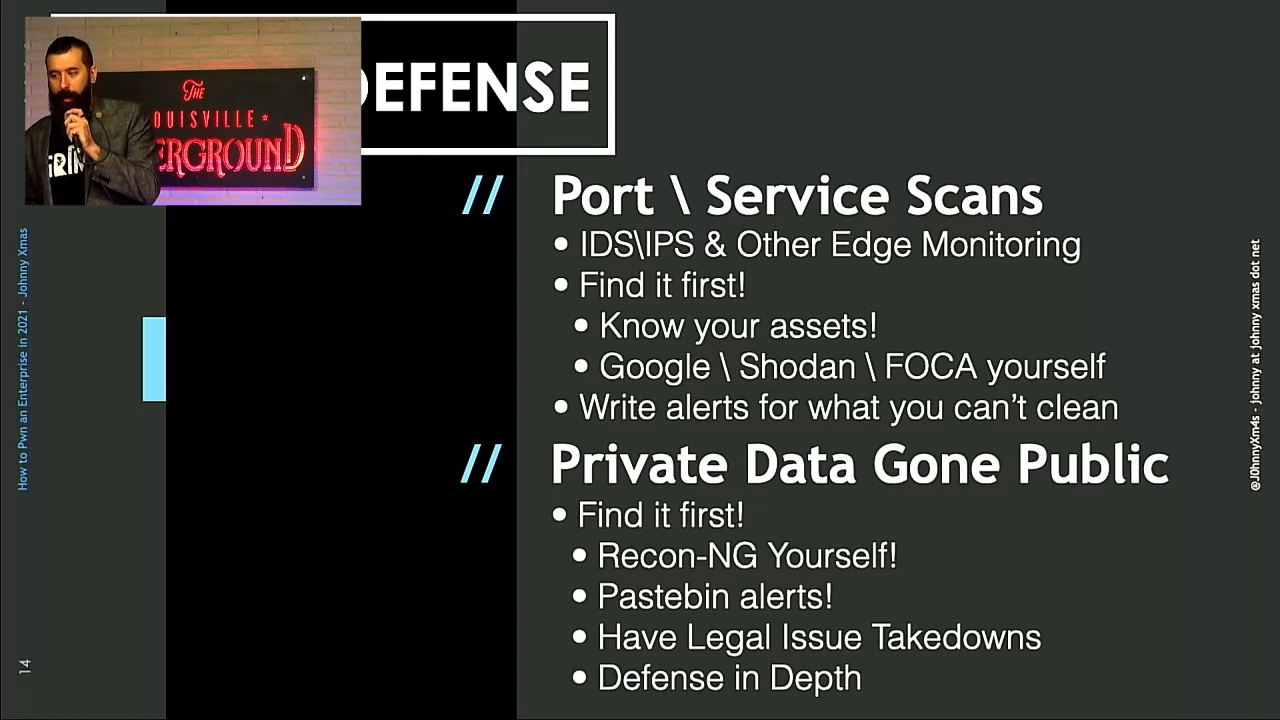 DEFENSE
THE
OUISVILLE
ERGROUND
// Port \ Service Scans
• IDS\IPS & Other Edge Monitoring
• Find it first!
• Know your assets!
• Google \ Shodan \ FOCA yourself
• Write alerts for what you can't clean
// Private Data Gone Public
• Find it first!
• Recon-NG Yourself!
• Pastebin alerts!
• Have Legal Issue Takedowns
• Defense in Depth
How to Pwn an Enterprise in 2021 - Johnny Xmas
14
@J0hnnyXm4s - johnny at johnny xmas dot net